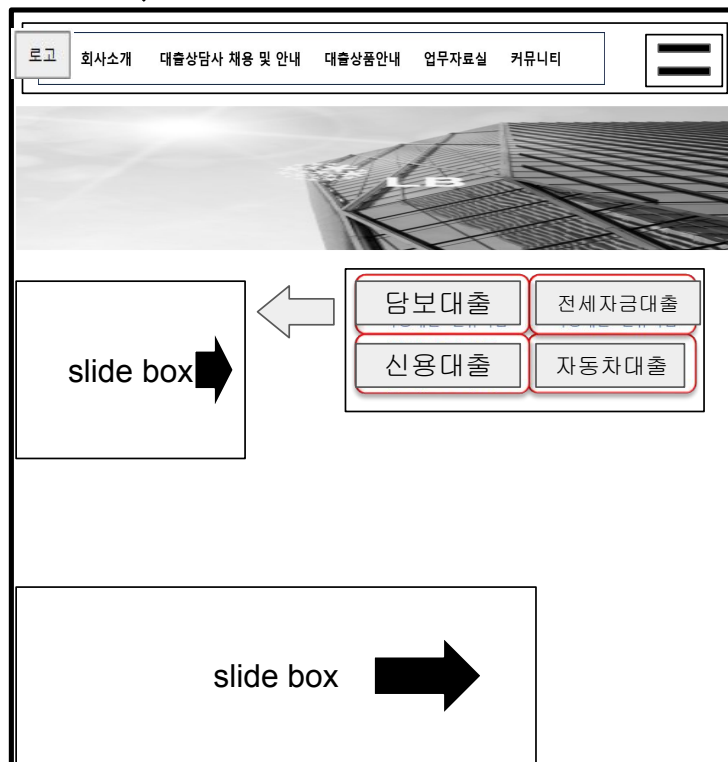 로고 회사소개 대출상담사 채용 및 안내 대출상품안내 업무자료실 커뮤니티
LB
담보대출 전세자금대출
신용대출 자동차대출
slide box
slide box